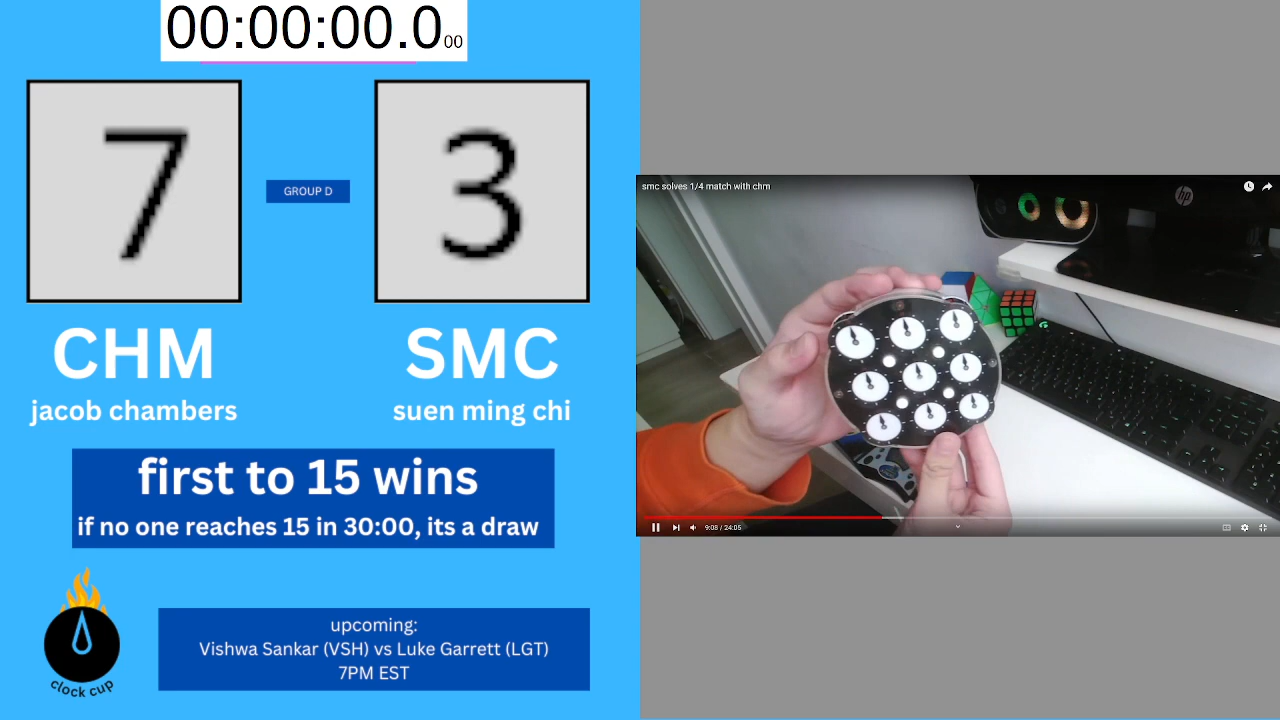 00:00:00.000
7
3
GROUP D
CHM
SMC
jacob chambers
suen ming chi
first to 15 wins
if no one reaches 15 in 30:00, its a draw
upcoming:
Vishwa Sankar (VSH) vs Luke Garrett (LGT)
7PM EST
clock cup
smc solves 1/4 match with chm
hp
9:08 / 24:05